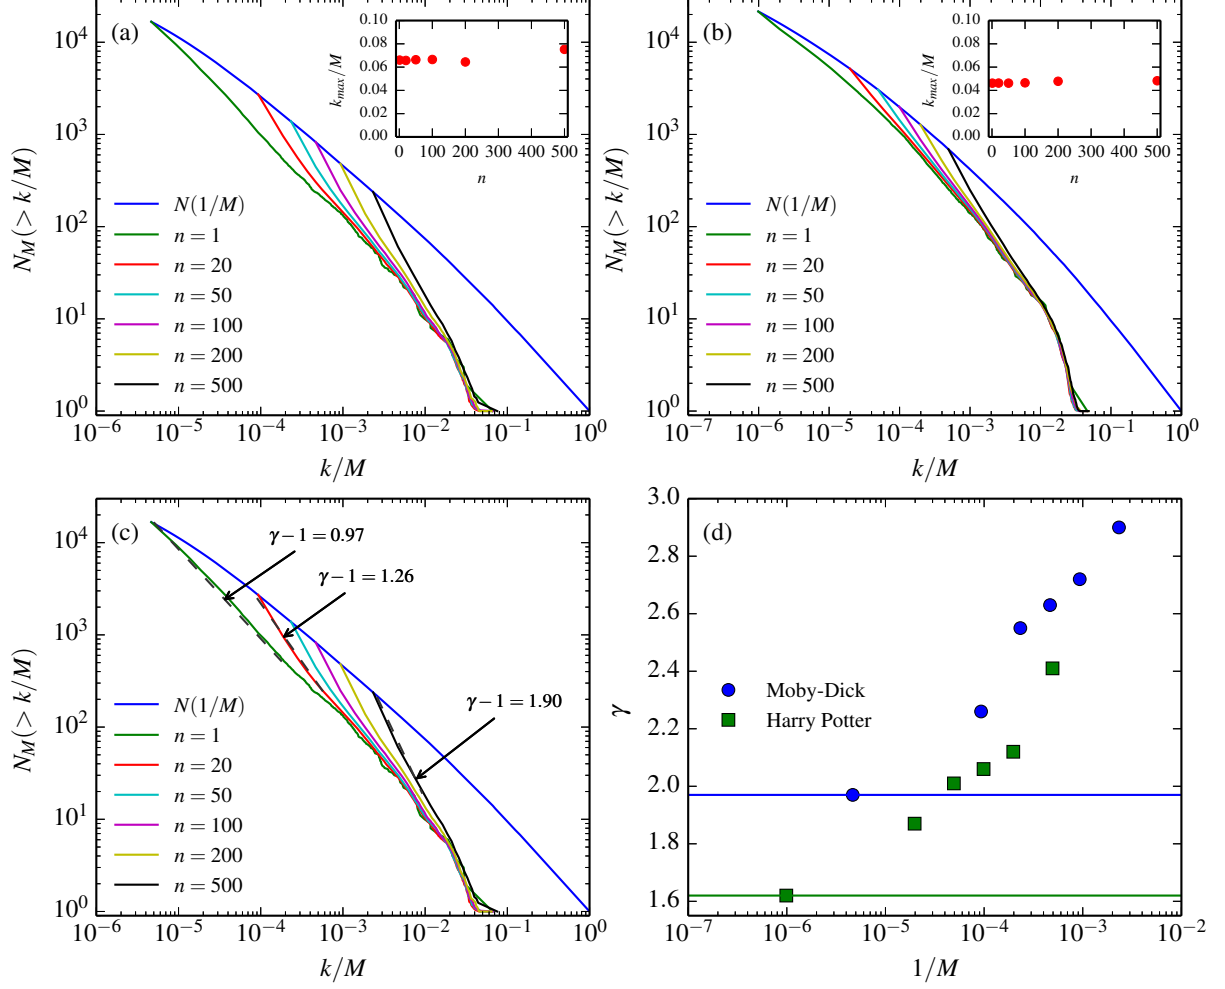 (a)
N_M(> k/M)
10^4
10^3
10^2
10^1
10^0
10^−6
10^−5
10^−4
10^−3
10^−2
10^−1
10^0
k/M
N(1/M)
n = 1
n = 20
n = 50
n = 100
n = 200
n = 500
k_max/M
0.10
0.08
0.06
0.04
0.02
0.00
0
100
200
300
400
500
n
(b)
N_M(> k/M)
10^4
10^3
10^2
10^1
10^0
10^−7
10^−6
10^−5
10^−4
10^−3
10^−2
10^−1
10^0
k/M
N(1/M)
n = 1
n = 20
n = 50
n = 100
n = 200
n = 500
k_max/M
0.10
0.08
0.06
0.04
0.02
0.00
0
100
200
300
400
500
n
(c)
γ − 1 = 0.97
γ − 1 = 1.26
γ − 1 = 1.90
N_M(> k/M)
10^4
10^3
10^2
10^1
10^0
10^−6
10^−5
10^−4
10^−3
10^−2
10^−1
10^0
k/M
N(1/M)
n = 1
n = 20
n = 50
n = 100
n = 200
n = 500
(d)
γ
3.0
2.8
2.6
2.4
2.2
2.0
1.8
1.6
Moby-Dick
Harry Potter
10^−7
10^−6
10^−5
10^−4
10^−3
10^−2
1/M